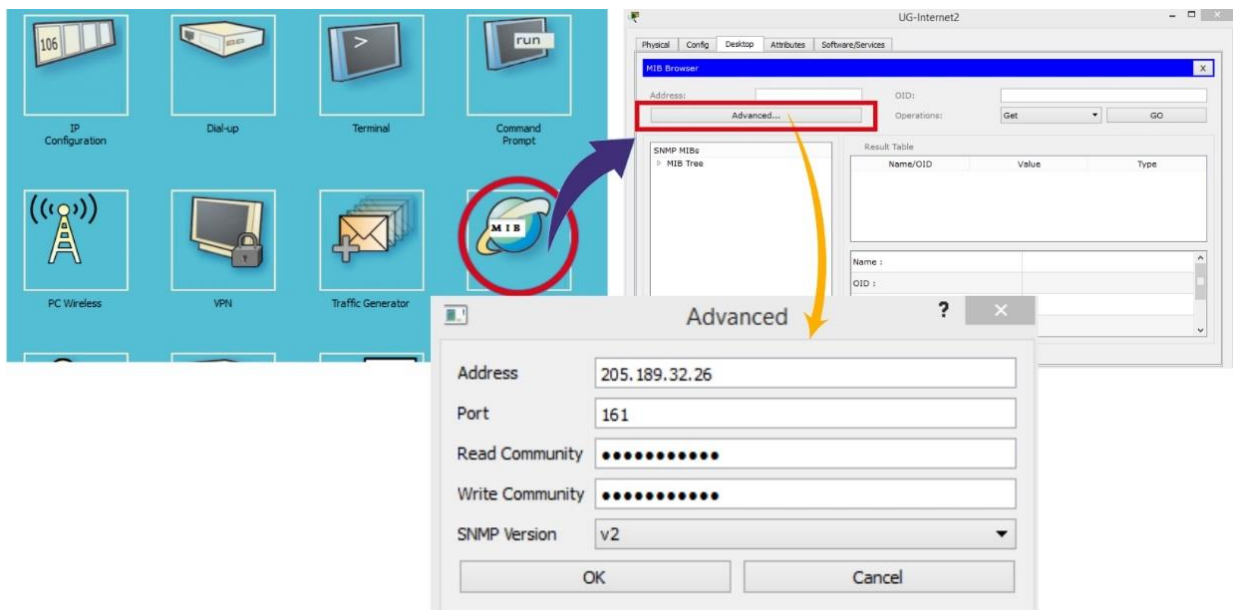 106
>
run
IP
Configuration
Dial-up
Terminal
Command
Prompt
MIB
PC Wireless
VPN
Traffic Generator
UG-Internet2
Physical Config Desktop Attributes Software/Services
MIB Browser X
Address: OID:
Advanced... Operations: Get GO
SNMP MIBs
MIB Tree
Result Table
Name/OID Value Type
Name :
OID :
Advanced ?
Address 205.189.32.26
Port 161
Read Community •••••••••••
Write Community •••••••••••
SNMP Version v2
OK Cancel